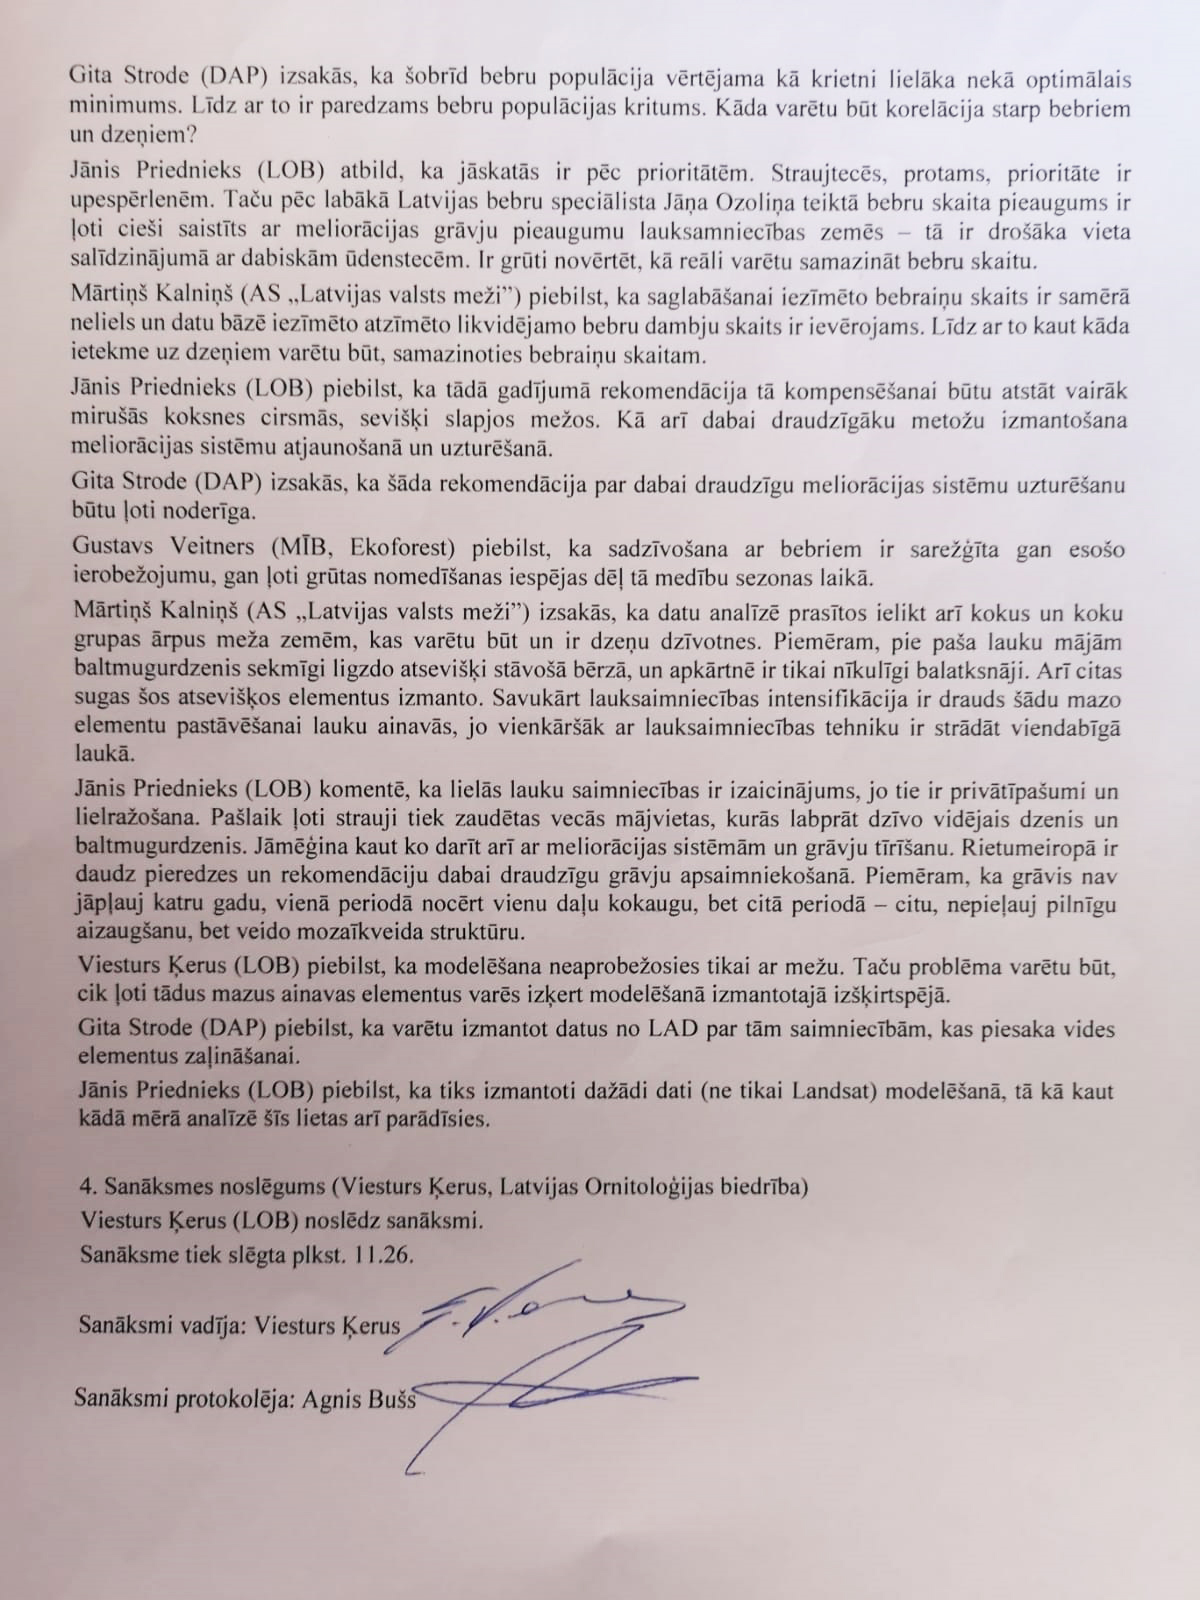 Gita Strode (DAP) izsakās, ka šobrīd bebru populācija vērtējama kā krietni lielāka nekā optimālais
minimums. Līdz ar to ir paredzams bebru populācijas kritums. Kāda varētu būt korelācija starp bebriem
un dzeņiem?
Jānis Priednieks (LOB) atbild, ka jāskatās ir pēc prioritātēm. Straujtecēs, protams, prioritāte ir
upespērlenēm. Taču pēc labākā Latvijas bebru speciālista Jāņa Ozoliņa teiktā bebru skaita pieaugums ir
ļoti cieši saistīts ar meliorācijas grāvju pieaugumu lauksamniecības zemēs – tā ir drošāka vieta
salīdzinājumā ar dabiskām ūdenstecēm. Ir grūti novērtēt, kā reāli varētu samazināt bebru skaitu.
Mārtiņš Kalniņš (AS „Latvijas valsts meži”) piebilst, ka saglabāšanai iezīmēto bebraiņu skaits ir samērā
neliels un datu bāzē iezīmēto atzīmēto likvidējamo bebru dambju skaits ir ievērojams. Līdz ar to kaut kāda
ietekme uz dzeņiem varētu būt, samazinoties bebraiņu skaitam.
Jānis Priednieks (LOB) piebilst, ka tādā gadījumā rekomendācija tā kompensēšanai būtu atstāt vairāk
mirušās koksnes cirsmās, sevišķi slapjos mežos. Kā arī dabai draudzīgāku metožu izmantošana
meliorācijas sistēmu atjaunošanā un uzturēšanā.
Gita Strode (DAP) izsakās, ka šāda rekomendācija par dabai draudzīgu meliorācijas sistēmu uzturēšanu
būtu ļoti noderīga.
Gustavs Veitners (MĪB, Ekoforest) piebilst, ka sadzīvošana ar bebriem ir sarežģīta gan esošo
ierobežojumu, gan ļoti grūtas nomedīšanas iespējas dēļ tā medību sezonas laikā.
Mārtiņš Kalniņš (AS „Latvijas valsts meži”) izsakās, ka datu analīzē prasītos ielikt arī kokus un koku
grupas ārpus meža zemēm, kas varētu būt un ir dzeņu dzīvotnes. Piemēram, pie paša lauku mājām
baltmugurdzenis sekmīgi ligzdo atsevišķi stāvošā bērzā, un apkārtnē ir tikai nīkulīgi balatksnāji. Arī citas
sugas šos atsevišķos elementus izmanto. Savukārt lauksaimniecības intensifikācija ir drauds šādu mazo
elementu pastāvēšanai lauku ainavās, jo vienkāršāk ar lauksaimniecības tehniku ir strādāt viendabīgā
laukā.
Jānis Priednieks (LOB) komentē, ka lielās lauku saimniecības ir izaicinājums, jo tie ir privātīpašumi un
lielražošana. Pašlaik ļoti strauji tiek zaudētas vecās mājvietas, kurās labprāt dzīvo vidējais dzenis un
baltmugurdzenis. Jāmēģina kaut ko darīt arī ar meliorācijas sistēmām un grāvju tīrīšanu. Rietumeiropā ir
daudz pieredzes un rekomendāciju dabai draudzīgu grāvju apsaimniekošanā. Piemēram, ka grāvis nav
jāpļauj katru gadu, vienā periodā nocērt vienu daļu kokaugu, bet citā periodā – citu, nepieļauj pilnīgu
aizaugšanu, bet veido mozaīkveida struktūru.
Viesturs Ķerus (LOB) piebilst, ka modelēšana neaprobežosies tikai ar mežu. Taču problēma varētu būt,
cik ļoti tādus mazus ainavas elementus varēs izķert modelēšanā izmantotajā izšķirtspējā.
Gita Strode (DAP) piebilst, ka varētu izmantot datus no LAD par tām saimniecībām, kas piesaka vides
elementus zaļināšanai.
Jānis Priednieks (LOB) piebilst, ka tiks izmantoti dažādi dati (ne tikai Landsat) modelēšanā, tā kā kaut
kādā mērā analīzē šīs lietas arī parādīsies.
4. Sanāksmes noslēgums (Viesturs Ķerus, Latvijas Ornitoloģijas biedrība)
Viesturs Ķerus (LOB) noslēdz sanāksmi.
Sanāksme tiek slēgta plkst. 11.26.
Sanāksmi vadīja: Viesturs Ķerus
Sanāksmi protokolēja: Agnis Bušs